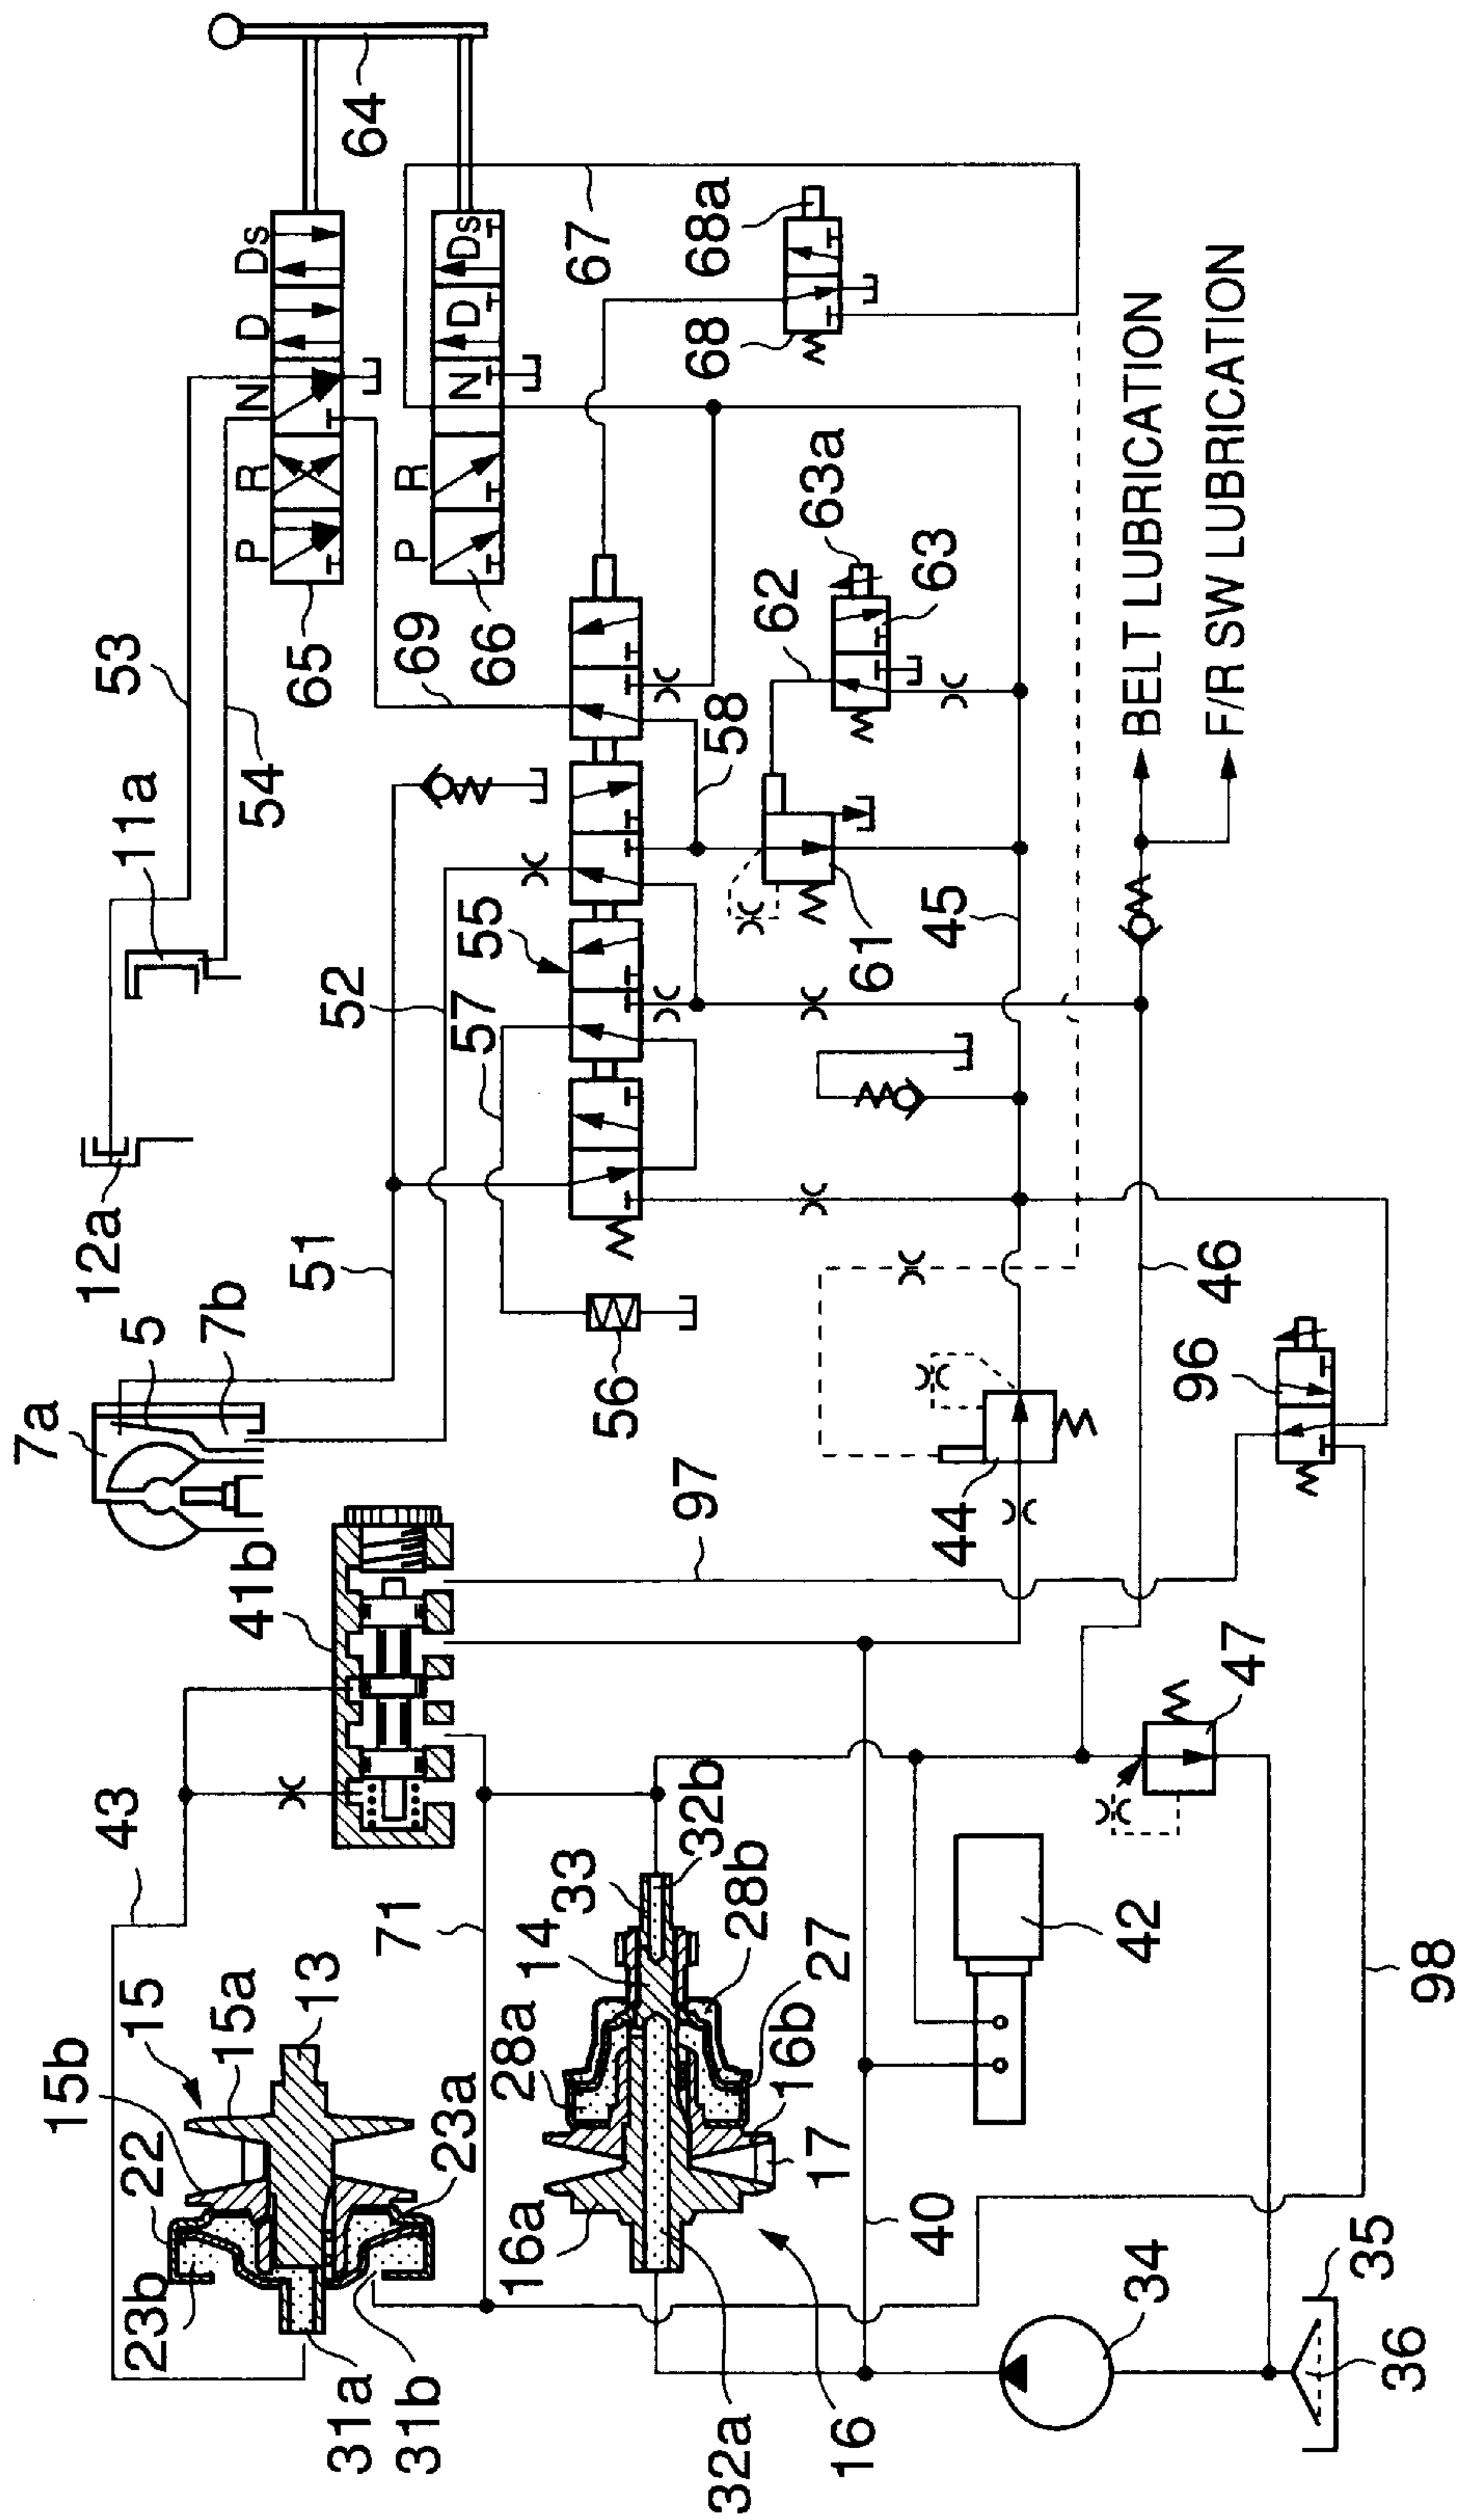 7a
15b
43
12a
53
23b
22
15
5
11a
15a
7b
41b
54
P R N D Ds
13
51
65
31a
52
64
71
31b
69
P R
23a
57
55
N D Ds
66
16a
28a
14
33
67
56
97
32b
58
68
68a
32a
28b
62
16b
17
27
63a
16
61
40
44
45
63
34
42
BELT LUBRICATION
96
46
F/R SW LUBRICATION
47
35
36
98